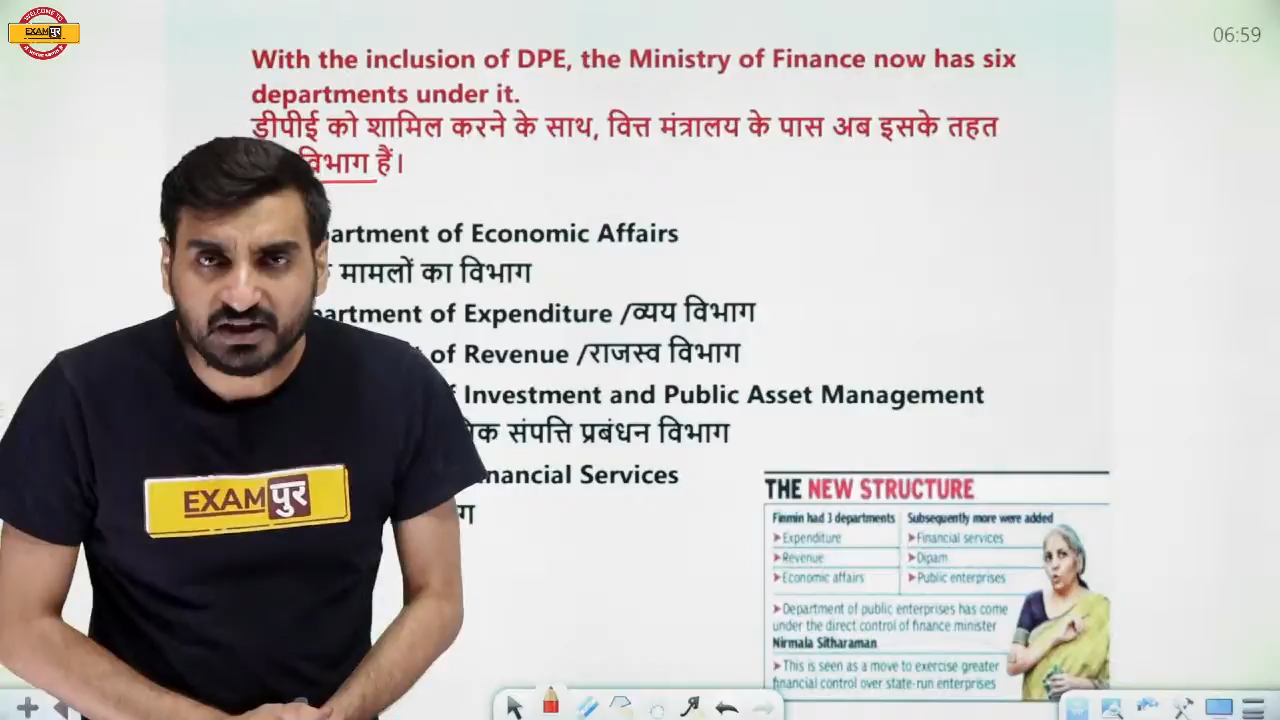 WELCOME TO
EXAMपुर
06:59
With the inclusion of DPE, the Ministry of Finance now has six
departments under it.
डीपीई को शामिल करने के साथ, वित्त मंत्रालय के पास अब इसके तहत
विभाग हैं।
partment of Economic Affairs
मामलों का विभाग
partment of Expenditure /व्यय विभाग
of Revenue /राजस्व विभाग
Investment and Public Asset Management
संपत्ति प्रबंधन विभाग
nancial Services
EXAMपुर
THE NEW STRUCTURE
Finmin had 3 departments
➤Expenditure
➤Revenue
➤Economic affairs
Subsequently more were added
➤Financial services
➤Dipam
➤Public enterprises
➤Department of public enterprises has come
under the direct control of finance minister
Nirmala Sitharaman
➤This is seen as a move to exercise greater
financial control over state-run enterprises